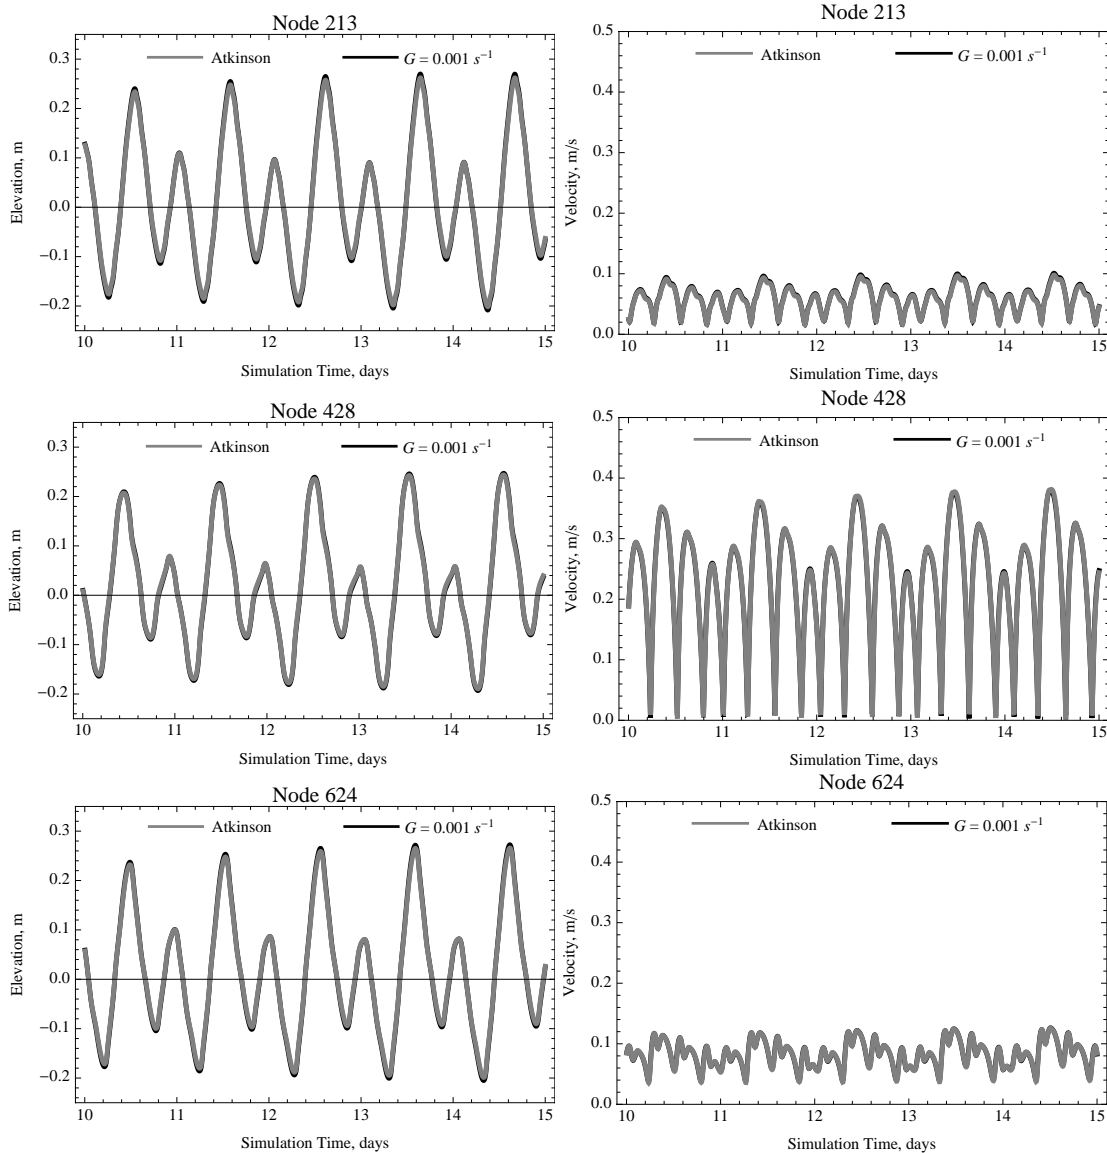 Node 213
Atkinson
G = 0.001 s⁻¹
Elevation, m
0.3
0.2
0.1
0.0
−0.1
−0.2
10 11 12 13 14 15
Simulation Time, days
Node 213
Atkinson
G = 0.001 s⁻¹
Velocity, m/s
0.5
0.4
0.3
0.2
0.1
0.0
10 11 12 13 14 15
Simulation Time, days
Node 428
Atkinson
G = 0.001 s⁻¹
Elevation, m
0.3
0.2
0.1
0.0
−0.1
−0.2
10 11 12 13 14 15
Simulation Time, days
Node 428
Atkinson
G = 0.001 s⁻¹
Velocity, m/s
0.5
0.4
0.3
0.2
0.1
0.0
10 11 12 13 14 15
Simulation Time, days
Node 624
Atkinson
G = 0.001 s⁻¹
Elevation, m
0.3
0.2
0.1
0.0
−0.1
−0.2
10 11 12 13 14 15
Simulation Time, days
Node 624
Atkinson
G = 0.001 s⁻¹
Velocity, m/s
0.5
0.4
0.3
0.2
0.1
0.0
10 11 12 13 14 15
Simulation Time, days